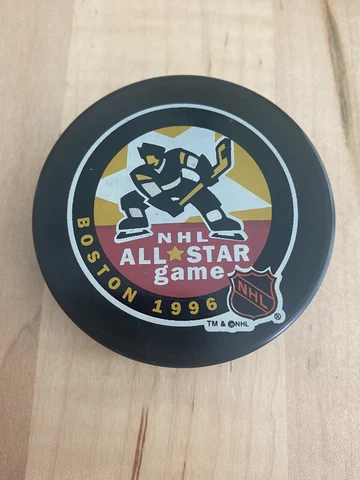 NHL
ALL★STAR
game
BOSTON 1996
NHL
TM & ©NHL
®